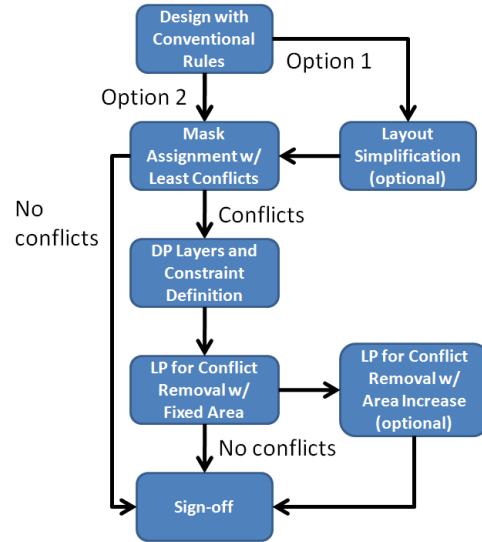 Design with
Conventional
Rules
Option 1
Option 2
Mask
Assignment w/
Least Conflicts
Layout
Simplification
(optional)
No
conflicts
Conflicts
DP Layers and
Constraint
Definition
LP for Conflict
Removal w/
Fixed Area
LP for Conflict
Removal w/
Area Increase
(optional)
No conflicts
Sign-off